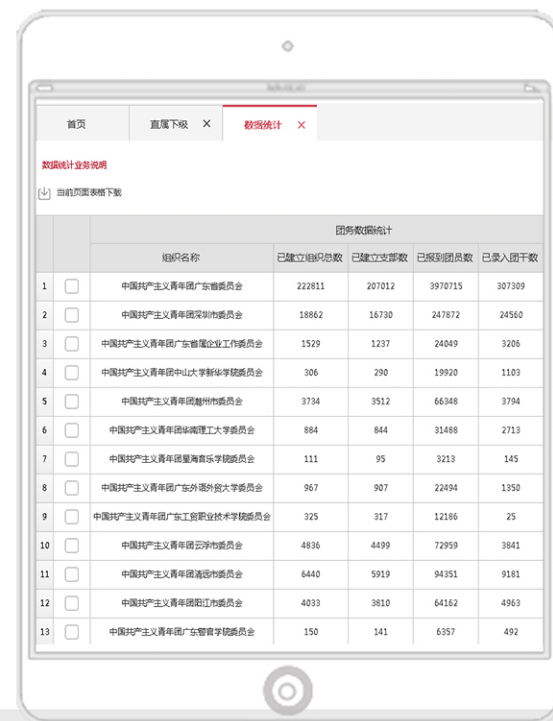 首页 直属下级 × 数据统计 ×
数据统计业务说明
当前页面表格下载
团务数据统计
组织名称 已建立组织总数 已建立支部数 已报到团员数 已录入团干数
1 中国共产主义青年团广东省委员会 222811 207012 3970715 307309
2 中国共产主义青年团深圳市委员会 18862 16730 247872 24560
3 中国共产主义青年团广东省属企业工作委员会 1529 1237 24049 3206
4 中国共产主义青年团中山大学新华学院委员会 306 290 19920 1103
5 中国共产主义青年团潮州市委员会 3734 3512 66348 3794
6 中国共产主义青年团华南理工大学委员会 884 844 31488 2713
7 中国共产主义青年团星海音乐学院委员会 111 95 3213 145
8 中国共产主义青年团广东外语外贸大学委员会 967 907 22494 1350
9 中国共产主义青年团广东工贸职业技术学院委员会 325 317 12186 25
10 中国共产主义青年团云浮市委员会 4836 4499 72959 3841
11 中国共产主义青年团清远市委员会 6440 5919 94351 9181
12 中国共产主义青年团阳江市委员会 4033 3810 64162 4963
13 中国共产主义青年团广东警官学院委员会 150 141 6357 492